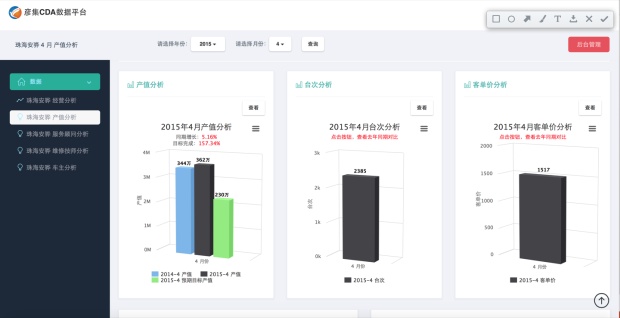 彦集CDA数据平台
珠海安骅 4 月 产值分析
请选择年份: 2015 请选择月份: 4 查询
后台管理
数据
珠海安骅 经营分析
珠海安骅 产值分析
珠海安骅 服务顾问分析
珠海安骅 维修技师分析
珠海安骅 车主分析
产值分析
查看
2015年4月产值分析
同期增长: 5.16%
目标完成: 157.34%
4M
3M
2M
1M
0M
产值
344万
362万
230万
4 月份
2014-4 产值 2015-4 产值
2015-4 预期目标产值
台次分析
查看
2015年4月台次分析
点击按钮,查看去年同期对比
3k
2k
1k
0k
台次
2385
4 月份
2015-4 台次
客单价分析
查看
2015年4月客单价分析
点击按钮,查看去年同期对比
2000
1500
1000
500
0
客单价
1517
4 月份
2015-4 客单价